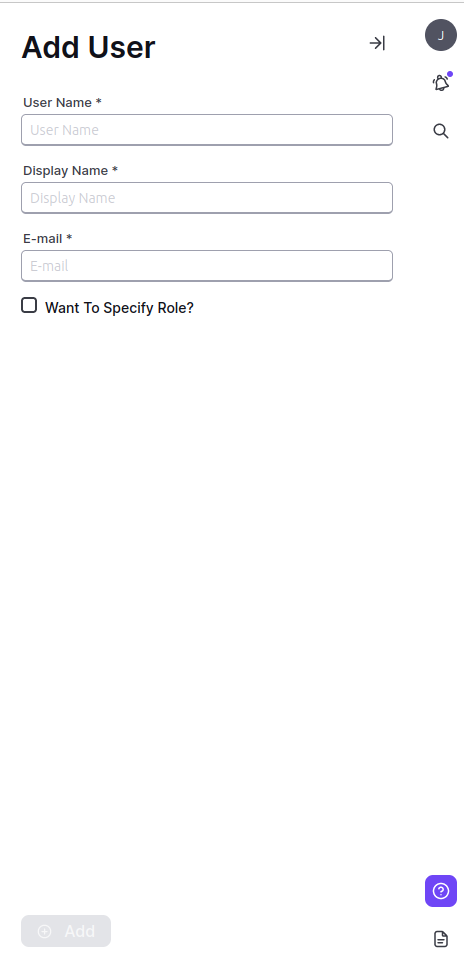 Add User
J
User Name *
User Name
Display Name *
Display Name
E-mail *
E-mail
Want To Specify Role?
Add